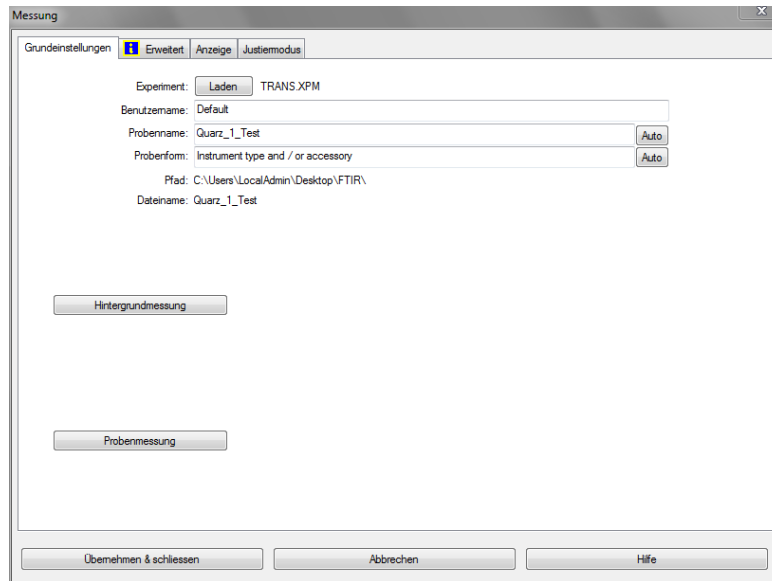 Messung
Grundeinstellungen Erweitert Anzeige Justiermodus
Experiment: Laden TRANS.XPM
Benutzername: Default
Probenname: Quarz_1_Test Auto
Probenform: Instrument type and / or accessory Auto
Pfad: C:\Users\LocalAdmin\Desktop\FTIR\
Dateiname: Quarz_1_Test
Hintergrundmessung
Probenmessung
Übernehmen & schliessen Abbrechen Hilfe